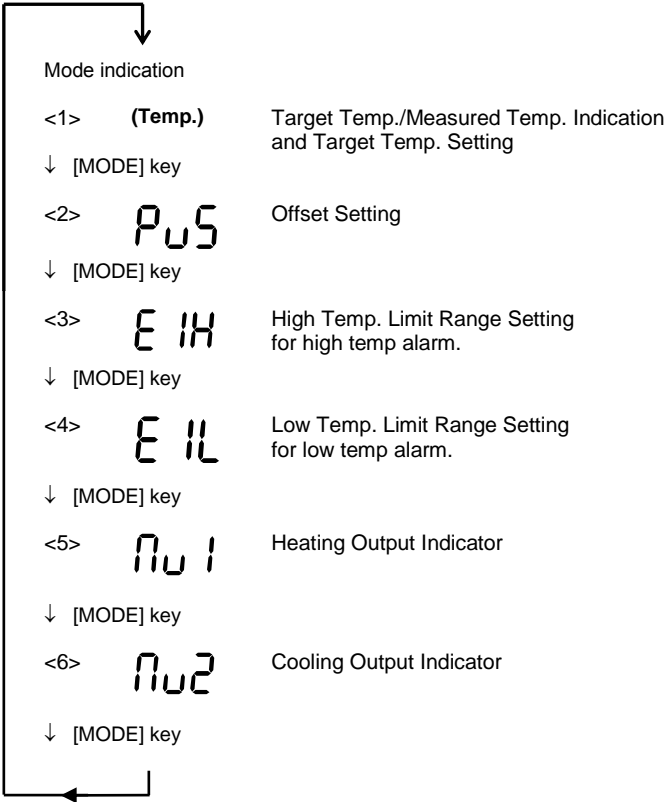 Mode indication
<1> (Temp.) Target Temp./Measured Temp. Indication
and Target Temp. Setting
↓ [MODE] key
<2> PuS Offset Setting
↓ [MODE] key
<3> E1H High Temp. Limit Range Setting
for high temp alarm.
↓ [MODE] key
<4> E1L Low Temp. Limit Range Setting
for low temp alarm.
↓ [MODE] key
<5> Mu1 Heating Output Indicator
↓ [MODE] key
<6> Mu2 Cooling Output Indicator
↓ [MODE] key